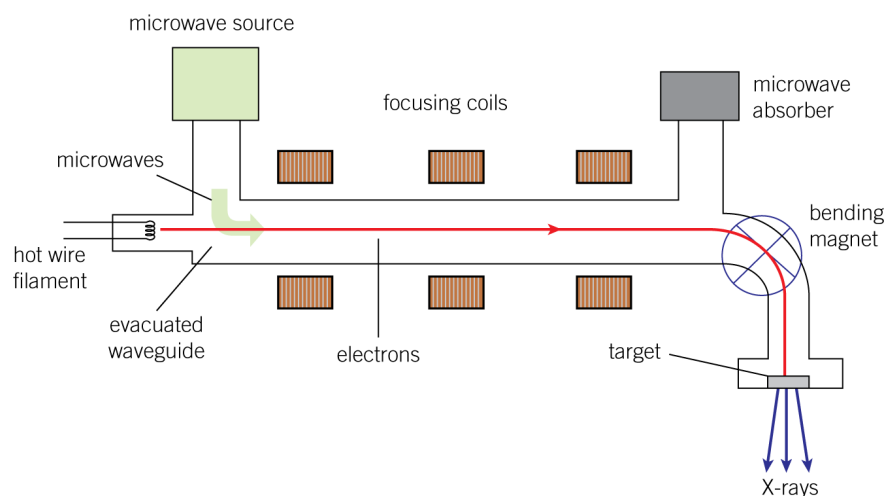 microwave source
focusing coils
microwave
absorber
microwaves
bending
magnet
hot wire
filament
evacuated
waveguide
electrons
target
X-rays